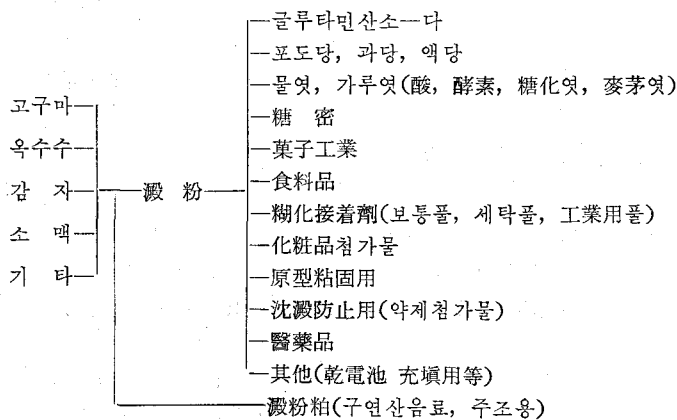 글루타민산소—다
포도당, 과당, 액당
물엿, 가루엿(酸, 酵素, 糖化엿, 麥芽엿)
고구마
糖 密
옥수수
菓子工業
감 자
澱 粉
食料品
糊化接着劑(보통풀, 세탁풀, 工業用풀)
소 맥
化粧品첨가물
기 타
原型粘固用
沈澱防止用(약제첨가물)
醫藥品
其他(乾電池 充塡用等)
澱粉粕(구연산음료, 주조용)